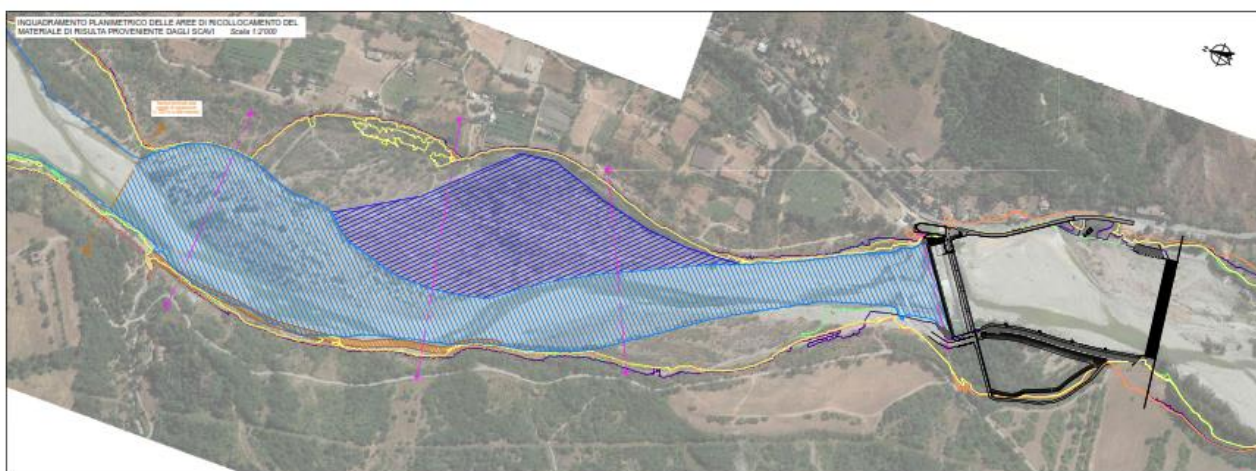 INQUADRAMENTO PLANIMETRICO DELLE AREE DI RICOLLOCAMENTO DEL
MATERIALE DI RISULTA PROVENIENTE DAGLI SCAVI Scala 1:2'000